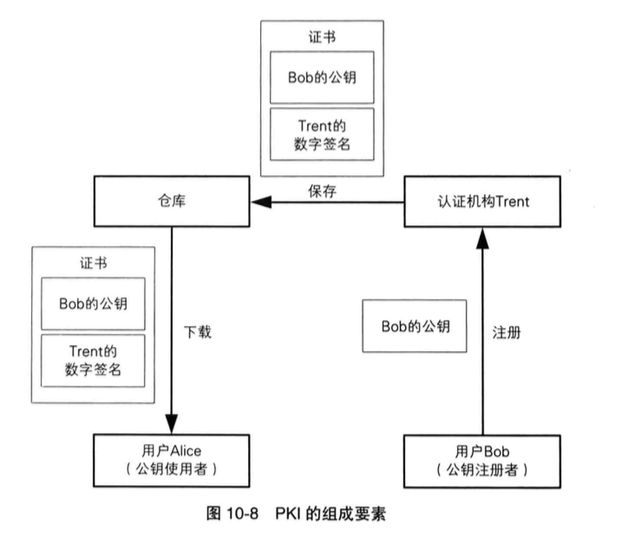 证书
Bob的公钥
Trent的
数字签名
仓库
保存
认证机构Trent
证书
Bob的公钥
Trent的
数字签名
下载
Bob的公钥
注册
用户Alice
（公钥使用者）
用户Bob
（公钥注册者）
图 10-8 PKI 的组成要素